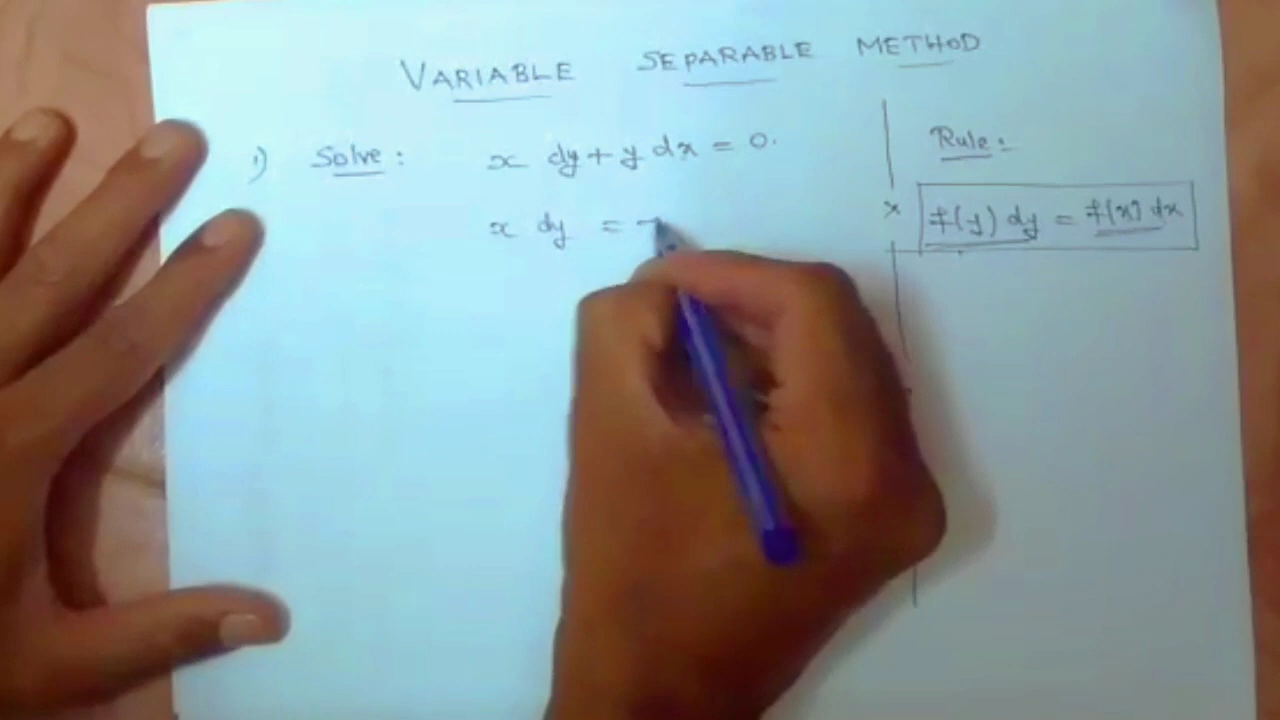 VARIABLE SEPARABLE METHOD
1) Solve : x dy + y dx = 0.
x dy = -
Rule :
x f(y) dy = f(x) dx